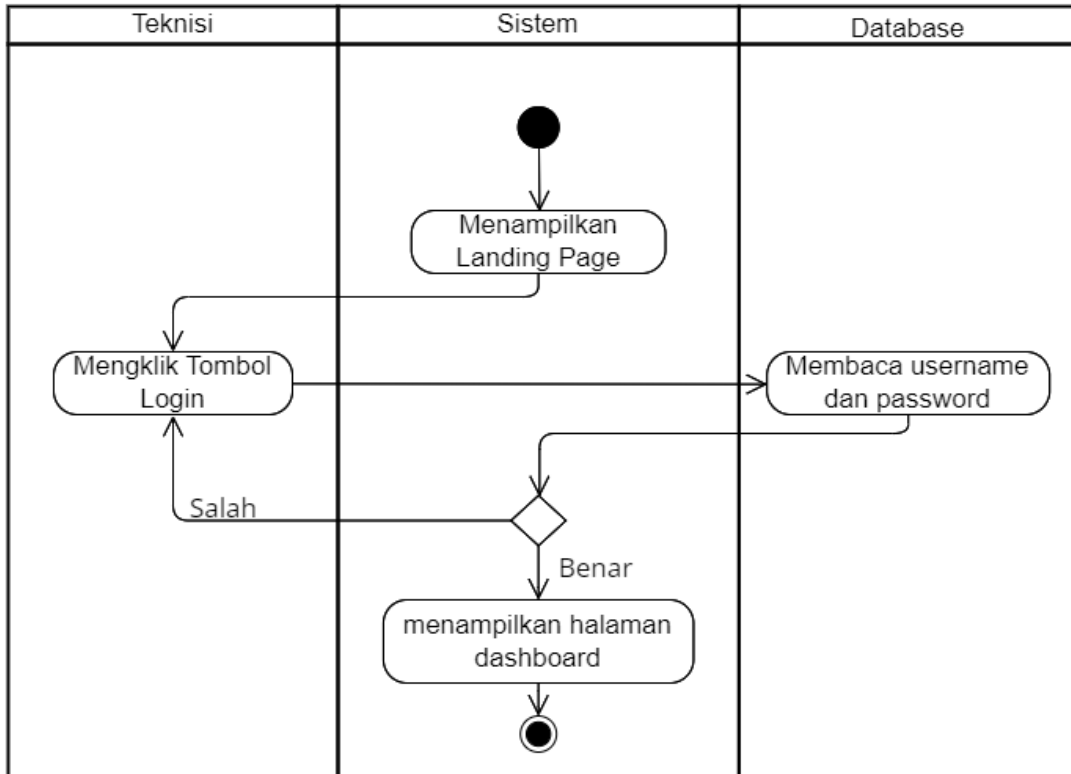 Teknisi
Sistem
Database
Menampilkan
Landing Page
Mengklik Tombol
Login
Membaca username
dan password
Salah
Benar
menampilkan halaman
dashboard